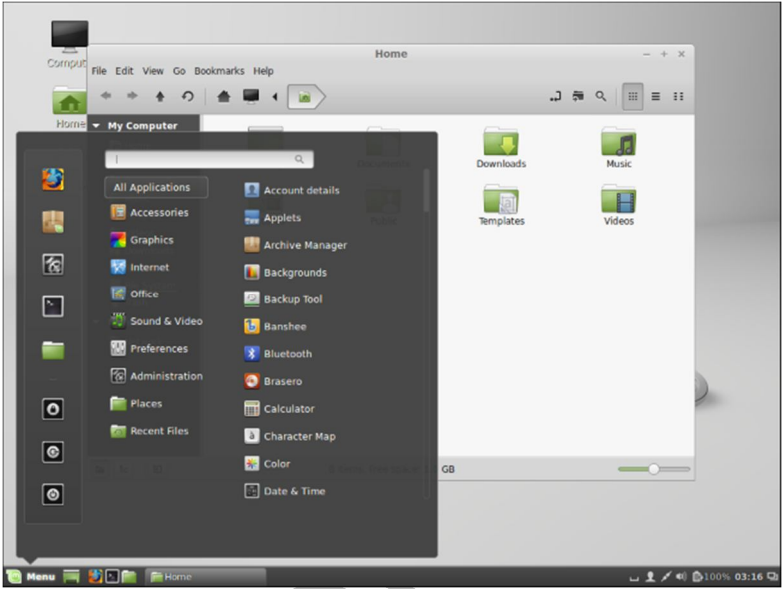 Home
Comput
File Edit View Go Bookmarks Help
Home
My Computer
All Applications
Accessories
Graphics
Internet
Office
Sound & Video
Preferences
Administration
Places
Recent Files
Account details
Applets
Archive Manager
Backgrounds
Backup Tool
Banshee
Bluetooth
Brasero
Calculator
Character Map
Color
Date & Time
Downloads
Music
Templates
Videos
GB
Menu
Home
100% 03:16